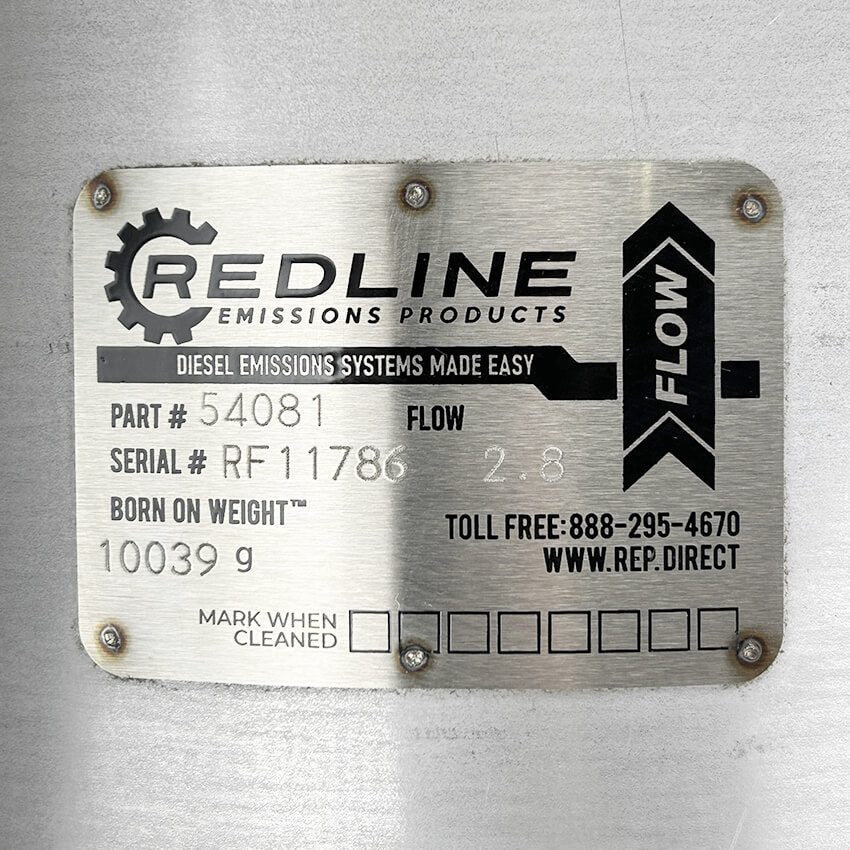 REDLINE
EMISSIONS PRODUCTS
DIESEL EMISSIONS SYSTEMS MADE EASY
FLOW
PART # 54081 FLOW
SERIAL # RF11786 2.8
BORN ON WEIGHT™
10039 g
TOLL FREE:888-295-4670
WWW.REP.DIRECT
MARK WHEN
CLEANED